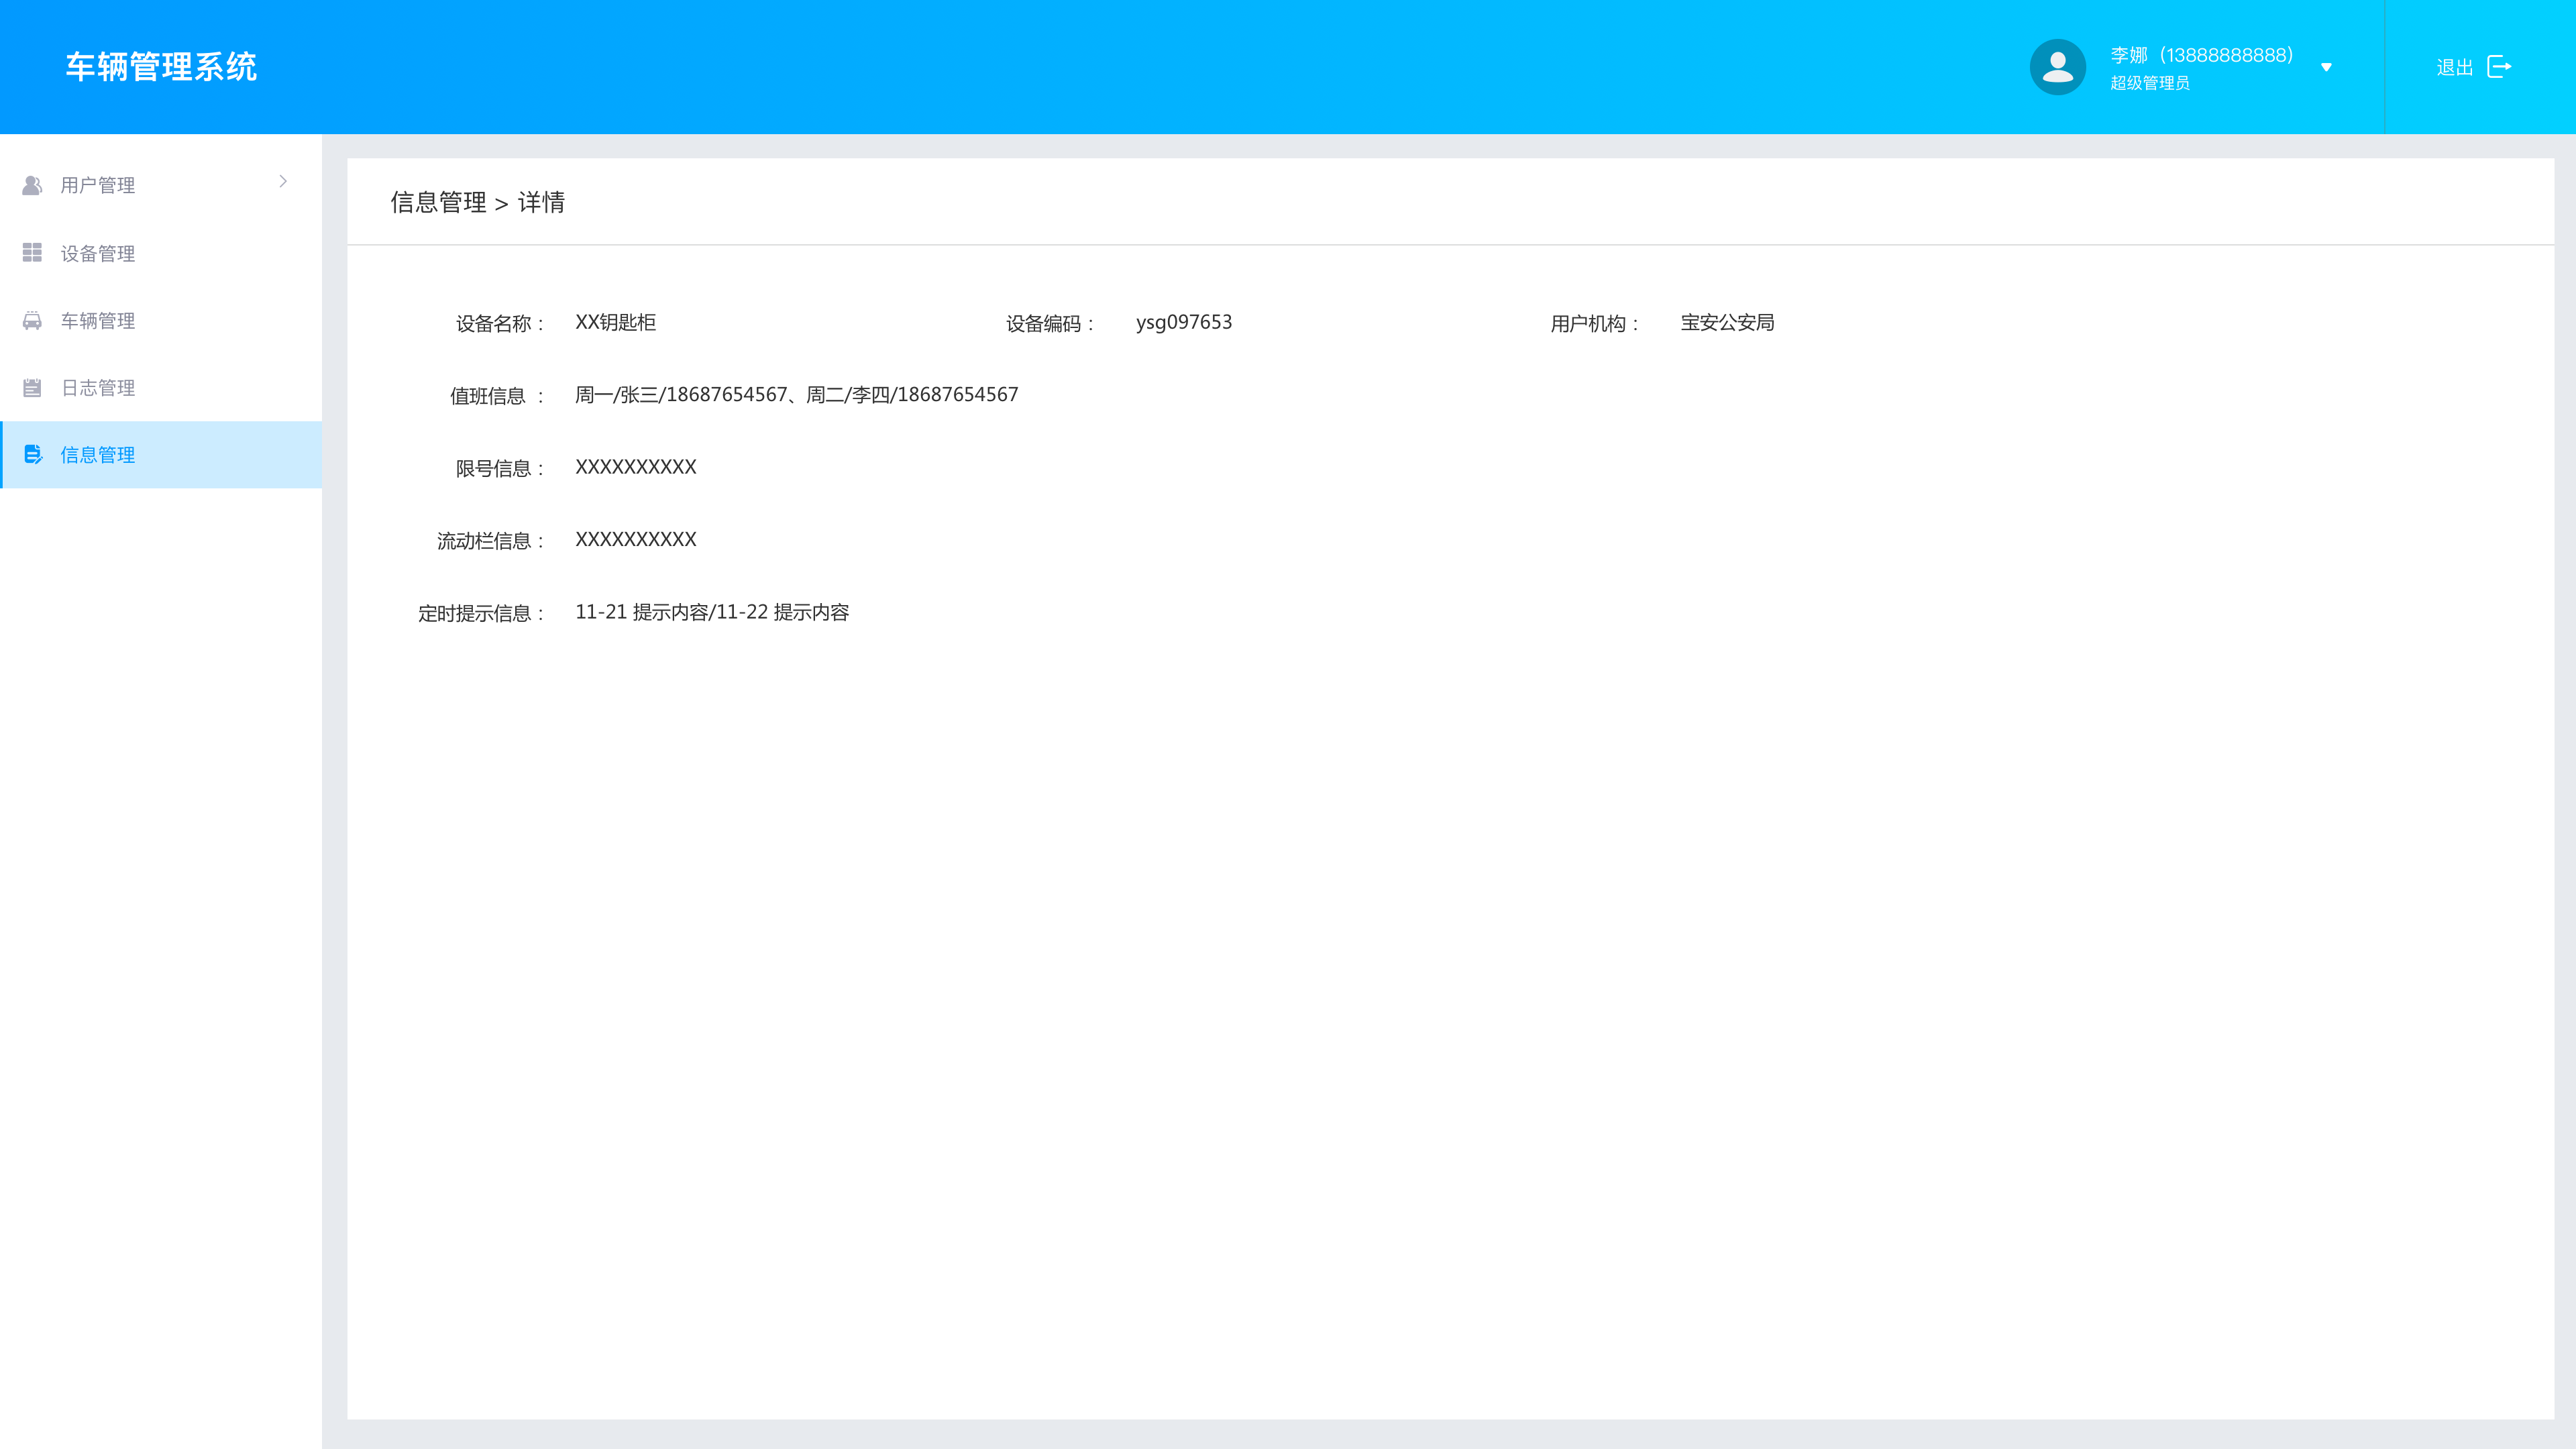 车辆管理系统
李娜（13888888888）
超级管理员
退出
用户管理
设备管理
车辆管理
日志管理
信息管理
信息管理 > 详情
设备名称： XX钥匙柜 设备编码： ysg097653 用户机构： 宝安公安局
值班信息 ： 周一/张三/18687654567、周二/李四/18687654567
限号信息： XXXXXXXXXX
流动栏信息： XXXXXXXXXX
定时提示信息： 11-21 提示内容/11-22 提示内容